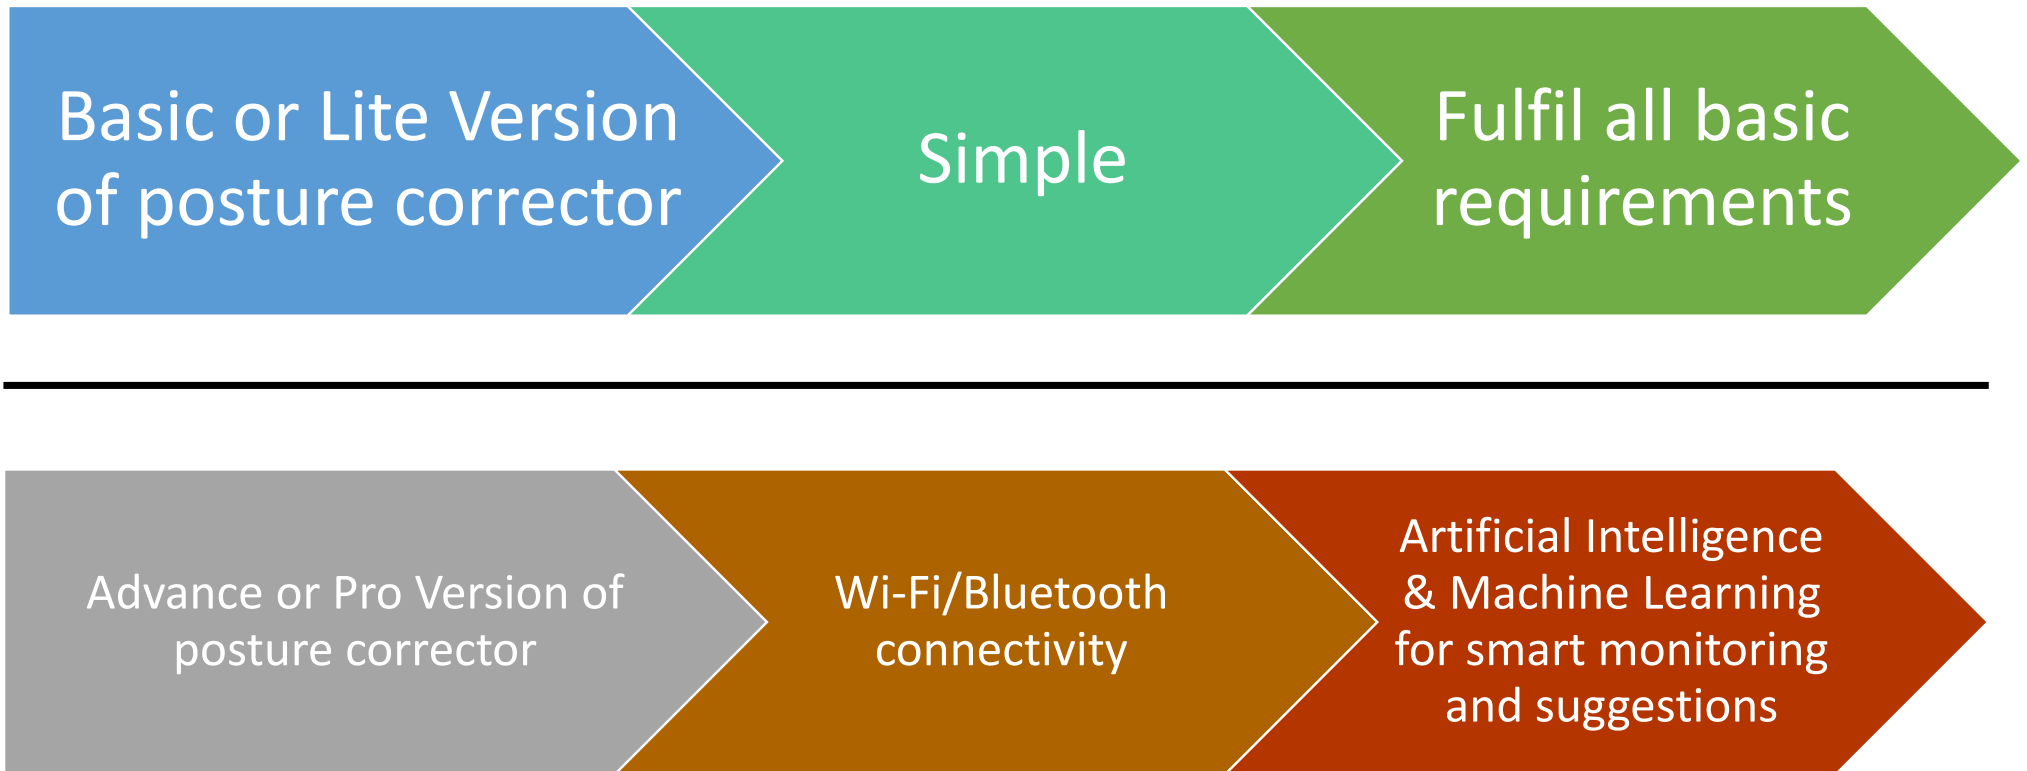 Basic or Lite Version
of posture corrector
Simple
Fulfil all basic
requirements
Advance or Pro Version of
posture corrector
Wi-Fi/Bluetooth
connectivity
Artificial Intelligence
& Machine Learning
for smart monitoring
and suggestions